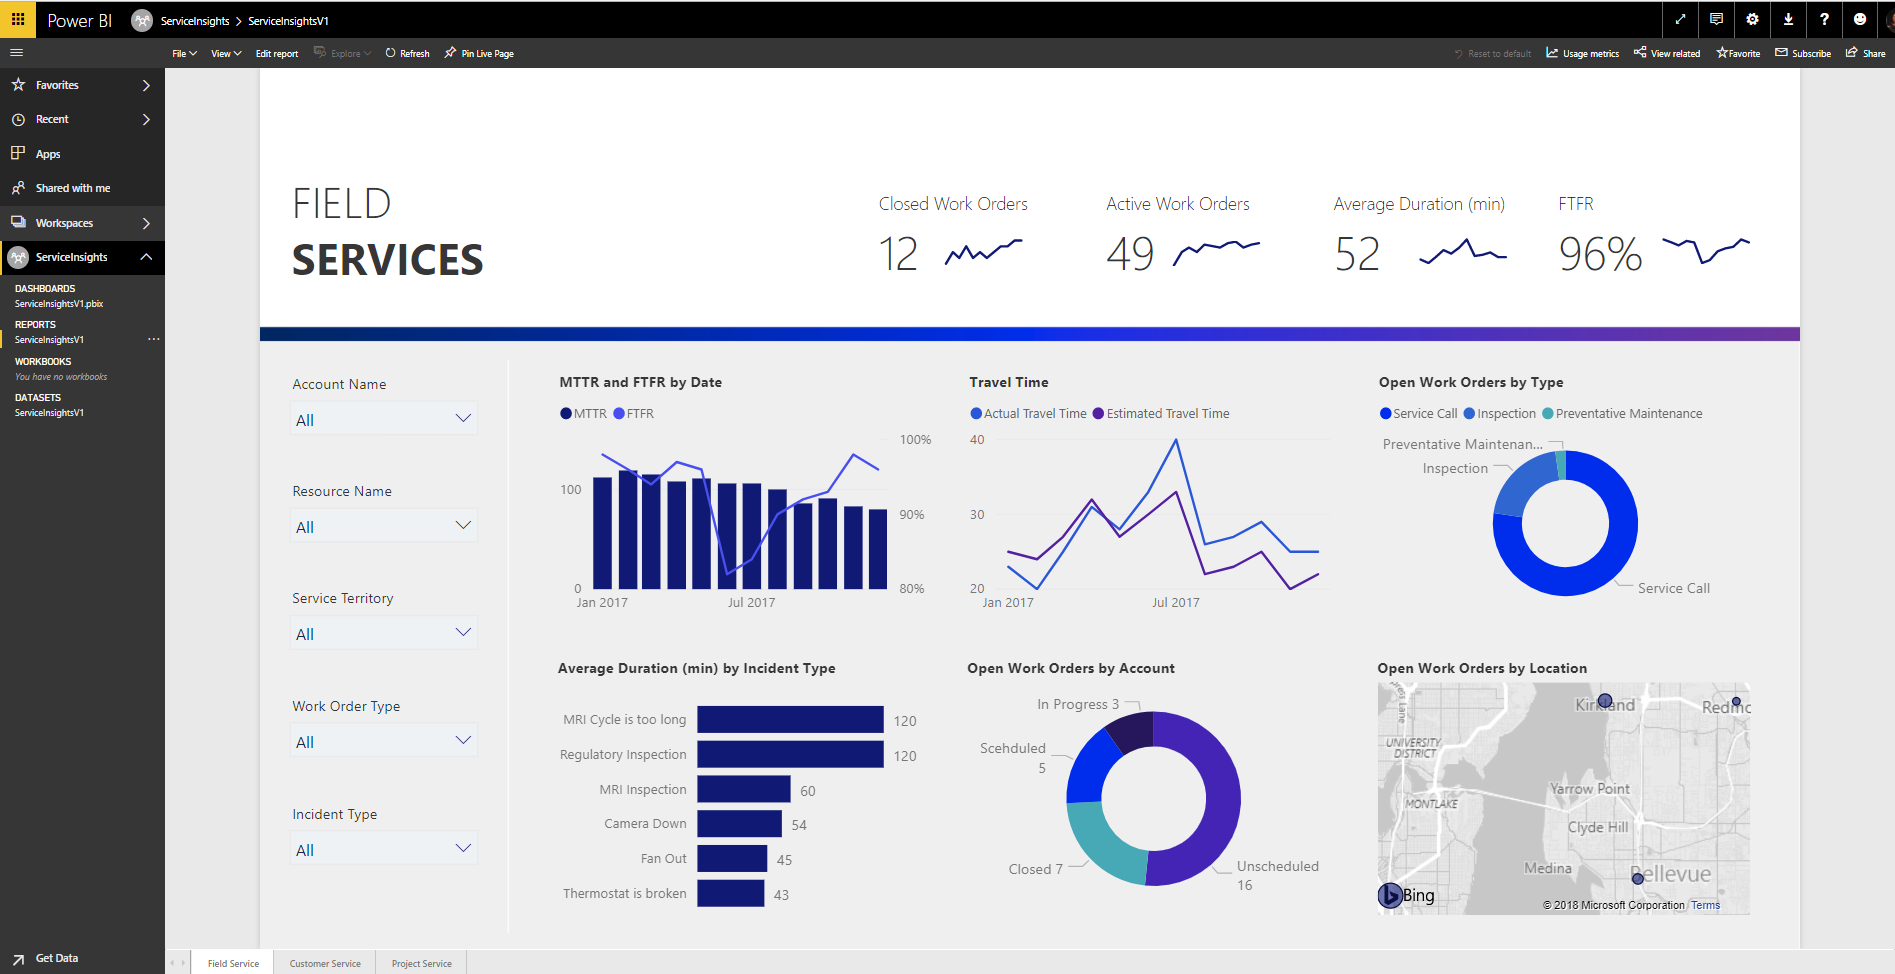 Power BI
ServiceInsights > ServiceInsightsV1
File
View
Edit report
Explore
Refresh
Pin Live Page
Reset to default
Usage metrics
View related
Favorite
Subscribe
Share
Favorites
Recent
Apps
Shared with me
Workspaces
ServiceInsights
DASHBOARDS
ServiceInsightsV1.pbix
REPORTS
ServiceInsightsV1
...
WORKBOOKS
You have no workbooks
DATASETS
ServiceInsightsV1
Get Data
FIELD
SERVICES
Closed Work Orders
12
Active Work Orders
49
Average Duration (min)
52
FTFR
96%
Account Name
All
Resource Name
All
Service Territory
All
Work Order Type
All
Incident Type
All
MTTR and FTFR by Date
MTTR FTFR
100%
100
90%
0
80%
Jan 2017 Jul 2017
Travel Time
Actual Travel Time Estimated Travel Time
40
30
20
Jan 2017 Jul 2017
Open Work Orders by Type
Service Call Inspection Preventative Maintenance
Preventative Maintenan...
Inspection
Service Call
Average Duration (min) by Incident Type
MRI Cycle is too long 120
Regulatory Inspection 120
MRI Inspection 60
Camera Down 54
Fan Out 45
Thermostat is broken 43
Open Work Orders by Account
In Progress 3
Scehduled
5
Closed 7
Unscheduled
16
Open Work Orders by Location
Kirkland
Redmo
UNIVERSITY
DISTRICT
Yarrow Point
MONTLAKE
Clyde Hill
Medina
Bellevue
Bing
© 2018 Microsoft Corporation Terms
Field Service
Customer Service
Project Service